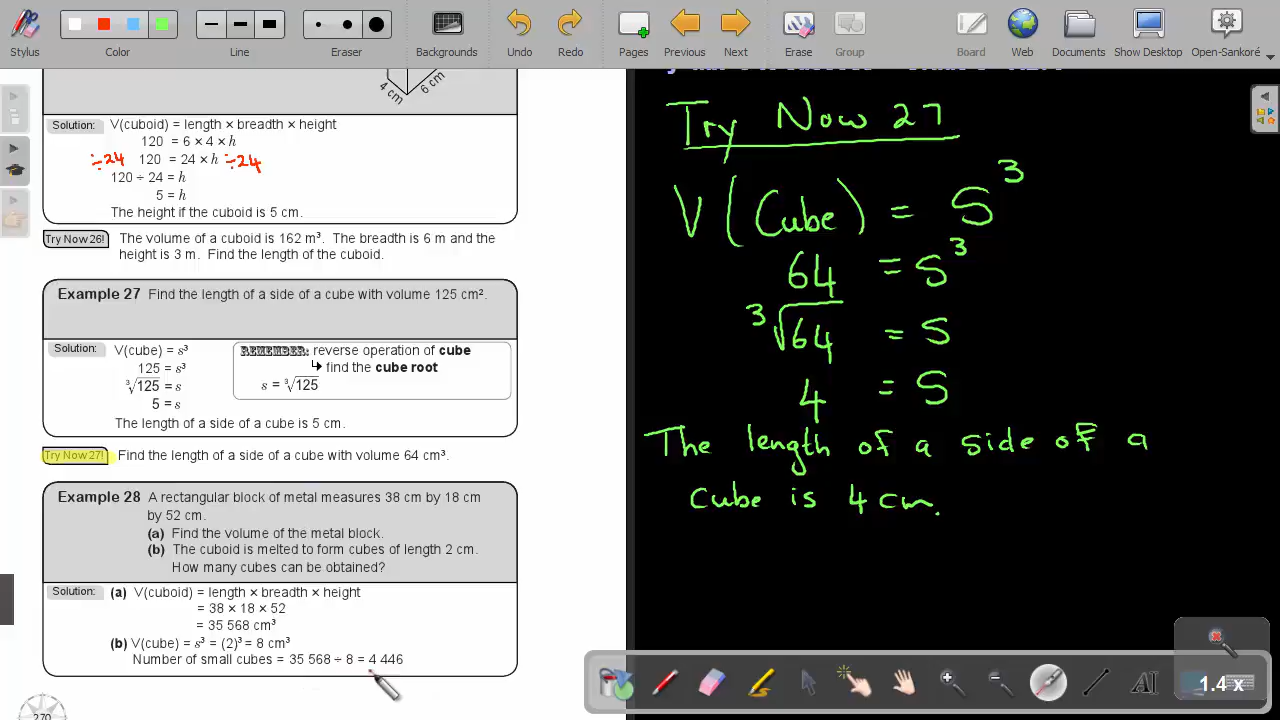 Stylus
Color
Line
Eraser
Backgrounds
Undo
Redo
Pages
Previous
Next
Erase
Group
Board
Web
Documents
Show Desktop
Open-Sankoré
4 cm
6 cm
Solution: V(cuboid) = length × breadth × height
120 = 6 × 4 × h
÷24 120 = 24 × h ÷24
120 ÷ 24 = h
5 = h
The height if the cuboid is 5 cm.
Try Now 26! The volume of a cuboid is 162 m³. The breadth is 6 m and the
height is 3 m. Find the length of the cuboid.
Example 27 Find the length of a side of a cube with volume 125 cm².
Solution: V(cube) = s³
125 = s³
∛125 = s
5 = s
REMEMBER: reverse operation of cube
↳ find the cube root
s = ∛125
The length of a side of a cube is 5 cm.
Try Now 27! Find the length of a side of a cube with volume 64 cm³.
Example 28 A rectangular block of metal measures 38 cm by 18 cm
by 52 cm.
(a) Find the volume of the metal block.
(b) The cuboid is melted to form cubes of length 2 cm.
How many cubes can be obtained?
Solution: (a) V(cuboid) = length × breadth × height
= 38 × 18 × 52
= 35 568 cm³
(b) V(cube) = s³ = (2)³ = 8 cm³
Number of small cubes = 35 568 ÷ 8 = 4 446
270
Try Now 27
V(Cube) = S³
64 = S³
∛64 = S
4 = S
The length of a side of a
cube is 4 cm.
1.4 x